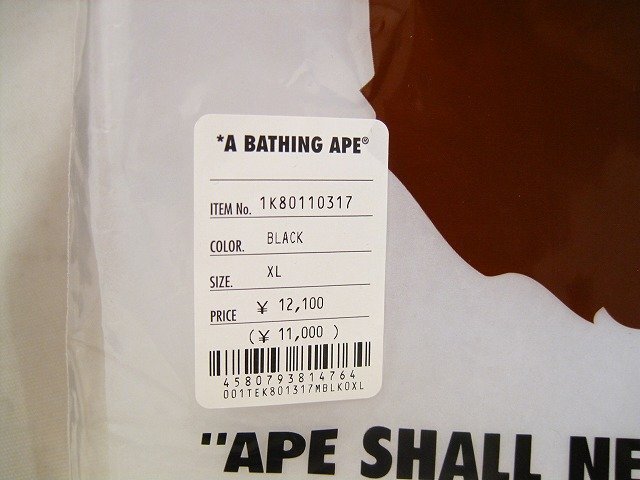 *A BATHING APE®
ITEM No. 1K80110317
COLOR. BLACK
SIZE. XL
PRICE ¥ 12,100
(¥ 11,000 )
4580793814764
001TEK801317MBLKOXL
"APE SHALL NE